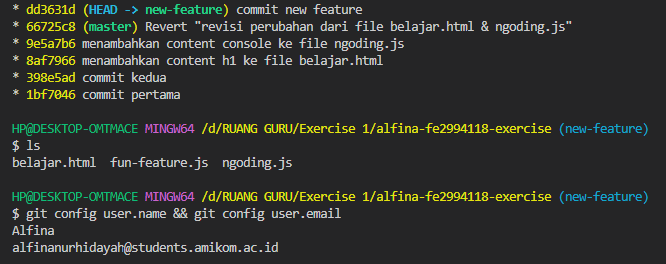 * dd3631d (HEAD -> new-feature) commit new feature
* 66725c8 (master) Revert "revisi perubahan dari file belajar.html & ngoding.js"
* 9e5a7b6 menambahkan content console ke file ngoding.js
* 8af7966 menambahkan content h1 ke file belajar.html
* 398e5ad commit kedua
* 1bf7046 commit pertama
HP@DESKTOP-OMTMACE MINGW64 /d/RUANG GURU/Exercise 1/alfina-fe2994118-exercise (new-feature)
$ ls
belajar.html  fun-feature.js  ngoding.js
HP@DESKTOP-OMTMACE MINGW64 /d/RUANG GURU/Exercise 1/alfina-fe2994118-exercise (new-feature)
$ git config user.name && git config user.email
Alfina
alfinanurhidayah@students.amikom.ac.id